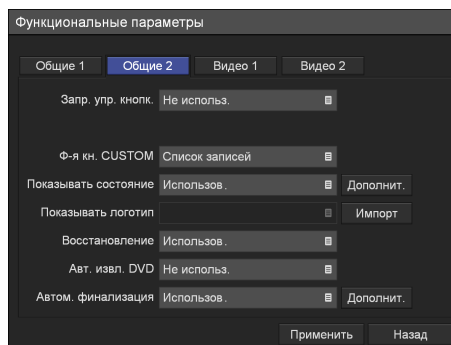 Функциональные параметры
Общие 1 Общие 2 Видео 1 Видео 2
Запр. упр. кнопк. Не использ.
Ф-я кн. CUSTOM Список записей
Показывать состояние Использов. Дополнит.
Показывать логотип Импорт
Восстановление Использов.
Авт. извл. DVD Не использ.
Автом. финализация Использов. Дополнит.
Применить Назад